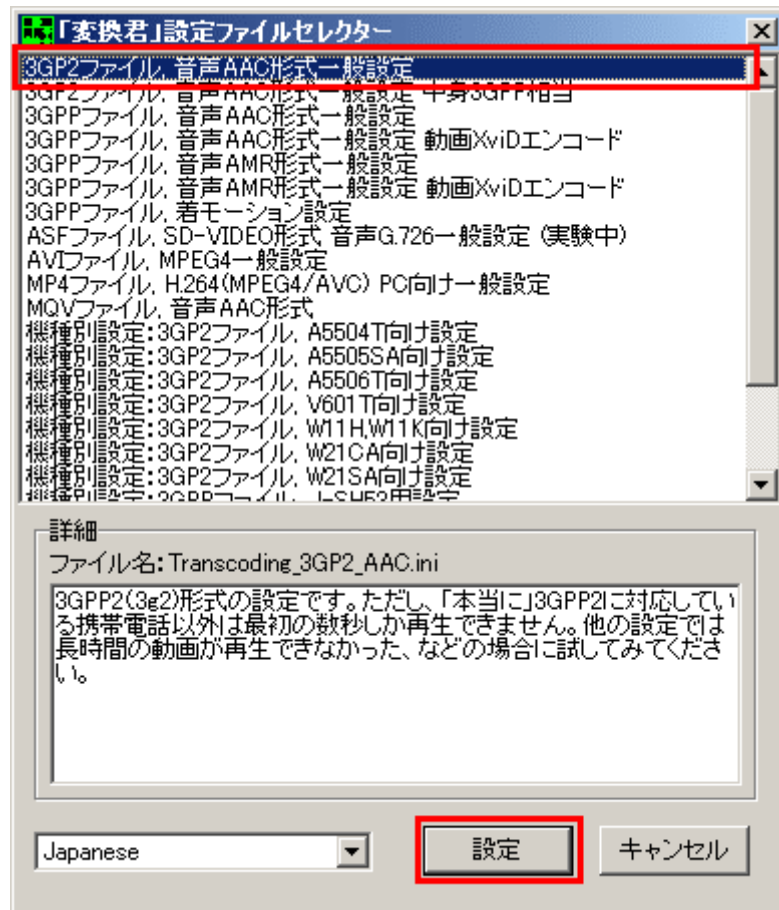 「変換君」設定ファイルセレクター
3GP2ファイル, 音声AAC形式一般設定
3GP2ファイル, 音声AAC形式一般設定 中身3GPP相当
3GPPファイル, 音声AAC形式一般設定
3GPPファイル, 音声AAC形式一般設定 動画XviDエンコード
3GPPファイル, 音声AMR形式一般設定
3GPPファイル, 音声AMR形式一般設定 動画XviDエンコード
3GPPファイル, 着モーション設定
ASFファイル, SD-VIDEO形式 音声G.726一般設定 (実験中)
AVIファイル, MPEG4一般設定
MP4ファイル, H.264(MPEG4/AVC) PC向け一般設定
MQVファイル, 音声AAC形式
機種別設定:3GP2ファイル, A5504T向け設定
機種別設定:3GP2ファイル, A5505SA向け設定
機種別設定:3GP2ファイル, A5506T向け設定
機種別設定:3GP2ファイル, V601T向け設定
機種別設定:3GP2ファイル, W11H,W11K向け設定
機種別設定:3GP2ファイル, W21CA向け設定
機種別設定:3GP2ファイル, W21SA向け設定
機種別設定:3GPPファイル, J-SH53用設定
詳細
ファイル名: Transcoding_3GP2_AAC.ini
3GPP2(3g2)形式の設定です。ただし、「本当に」3GPP2に対応してい
る携帯電話以外は最初の数秒しか再生できません。他の設定では
長時間の動画が再生できなかった、などの場合に試してみてくださ
い。
Japanese
設定
キャンセル